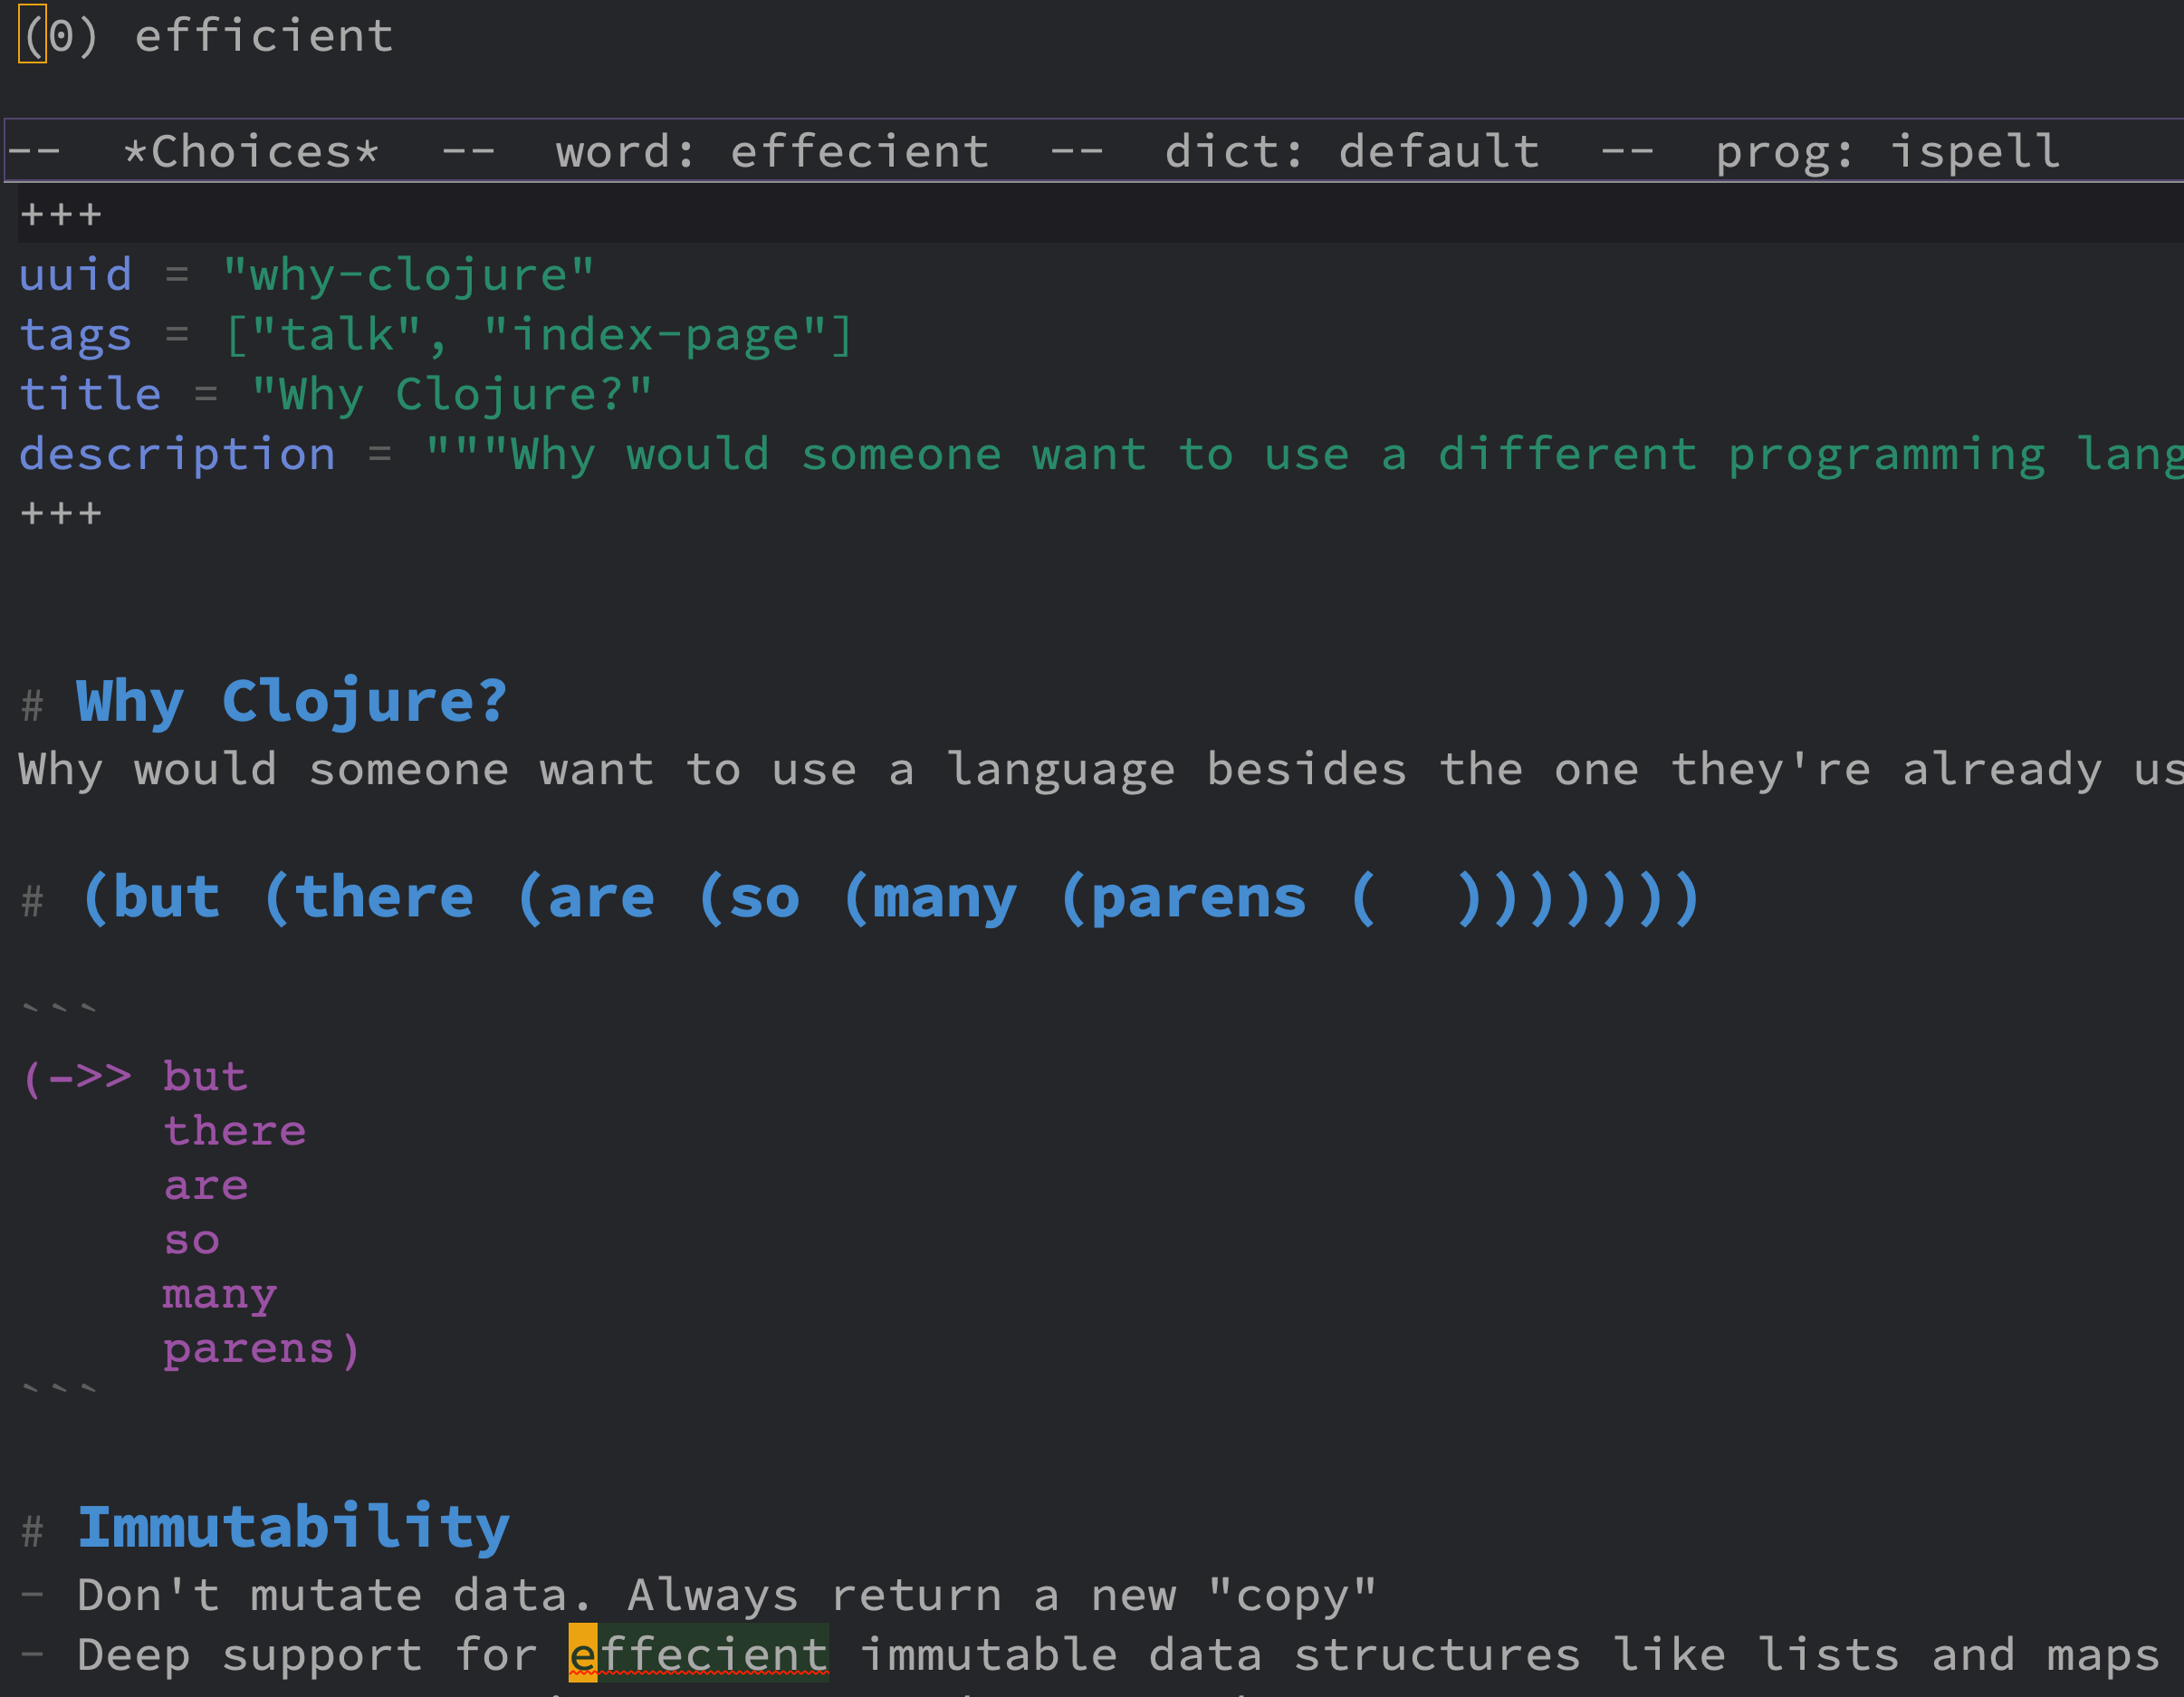 (0) efficient
--  *Choices*  --  word: effecient  --  dict: default  --  prog: ispell
+++
uuid = "why-clojure"
tags = ["talk", "index-page"]
title = "Why Clojure?"
description = """Why would someone want to use a different programming
+++
# Why Clojure?
Why would someone want to use a language besides the one they're already
# (but (there (are (so (many (parens (  )))))))
```
(->> but
     there
     are
     so
     many
     parens)
```
# Immutability
- Don't mutate data. Always return a new "copy"
- Deep support for effecient immutable data structures like lists and maps